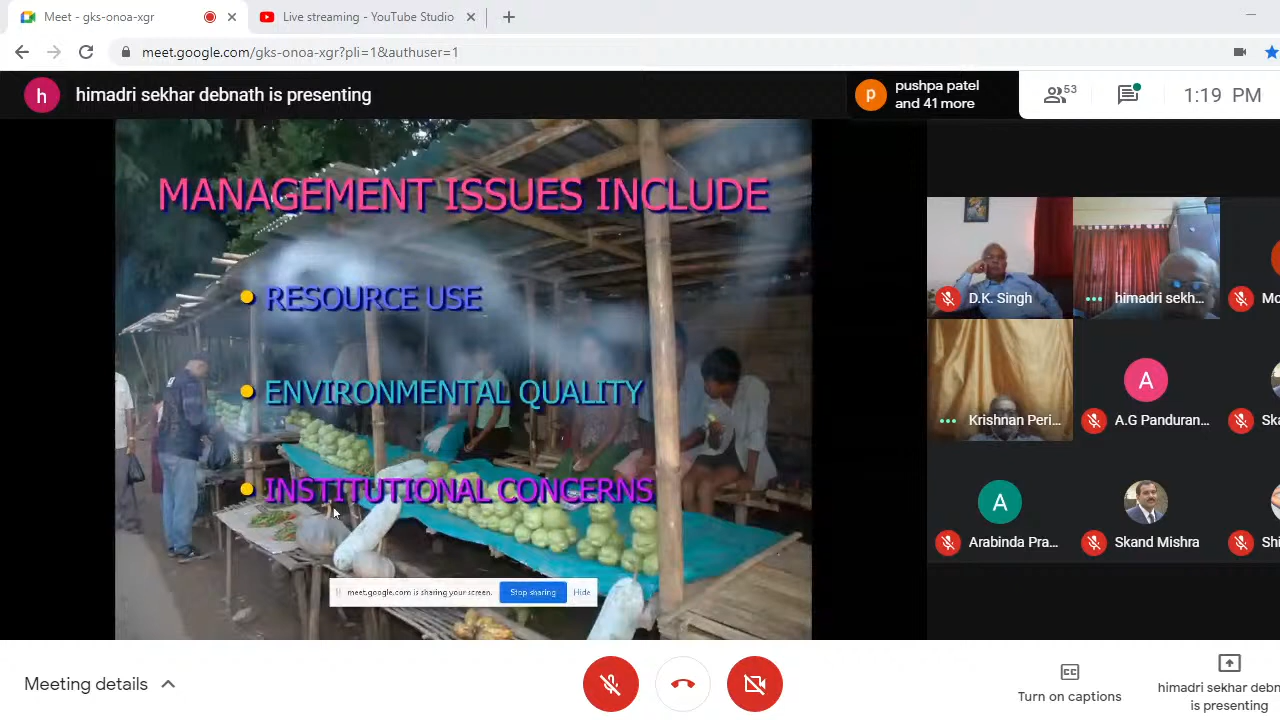 Meet - gks-onoa-xgr
Live streaming - YouTube Studio
meet.google.com/gks-onoa-xgr?pli=1&authuser=1
h
himadri sekhar debnath is presenting
p
pushpa patel
and 41 more
53
1:19 PM
MANAGEMENT ISSUES INCLUDE
RESOURCE USE
ENVIRONMENTAL QUALITY
INSTITUTIONAL CONCERNS
D.K. Singh
himadri sekh...
Mo
Krishnan Peri...
A
A.G Panduran...
Ska
A
Arabinda Pra...
Skand Mishra
Shi
meet.google.com is sharing your screen.
Stop sharing
Hide
Meeting details
Turn on captions
himadri sekhar debn
is presenting